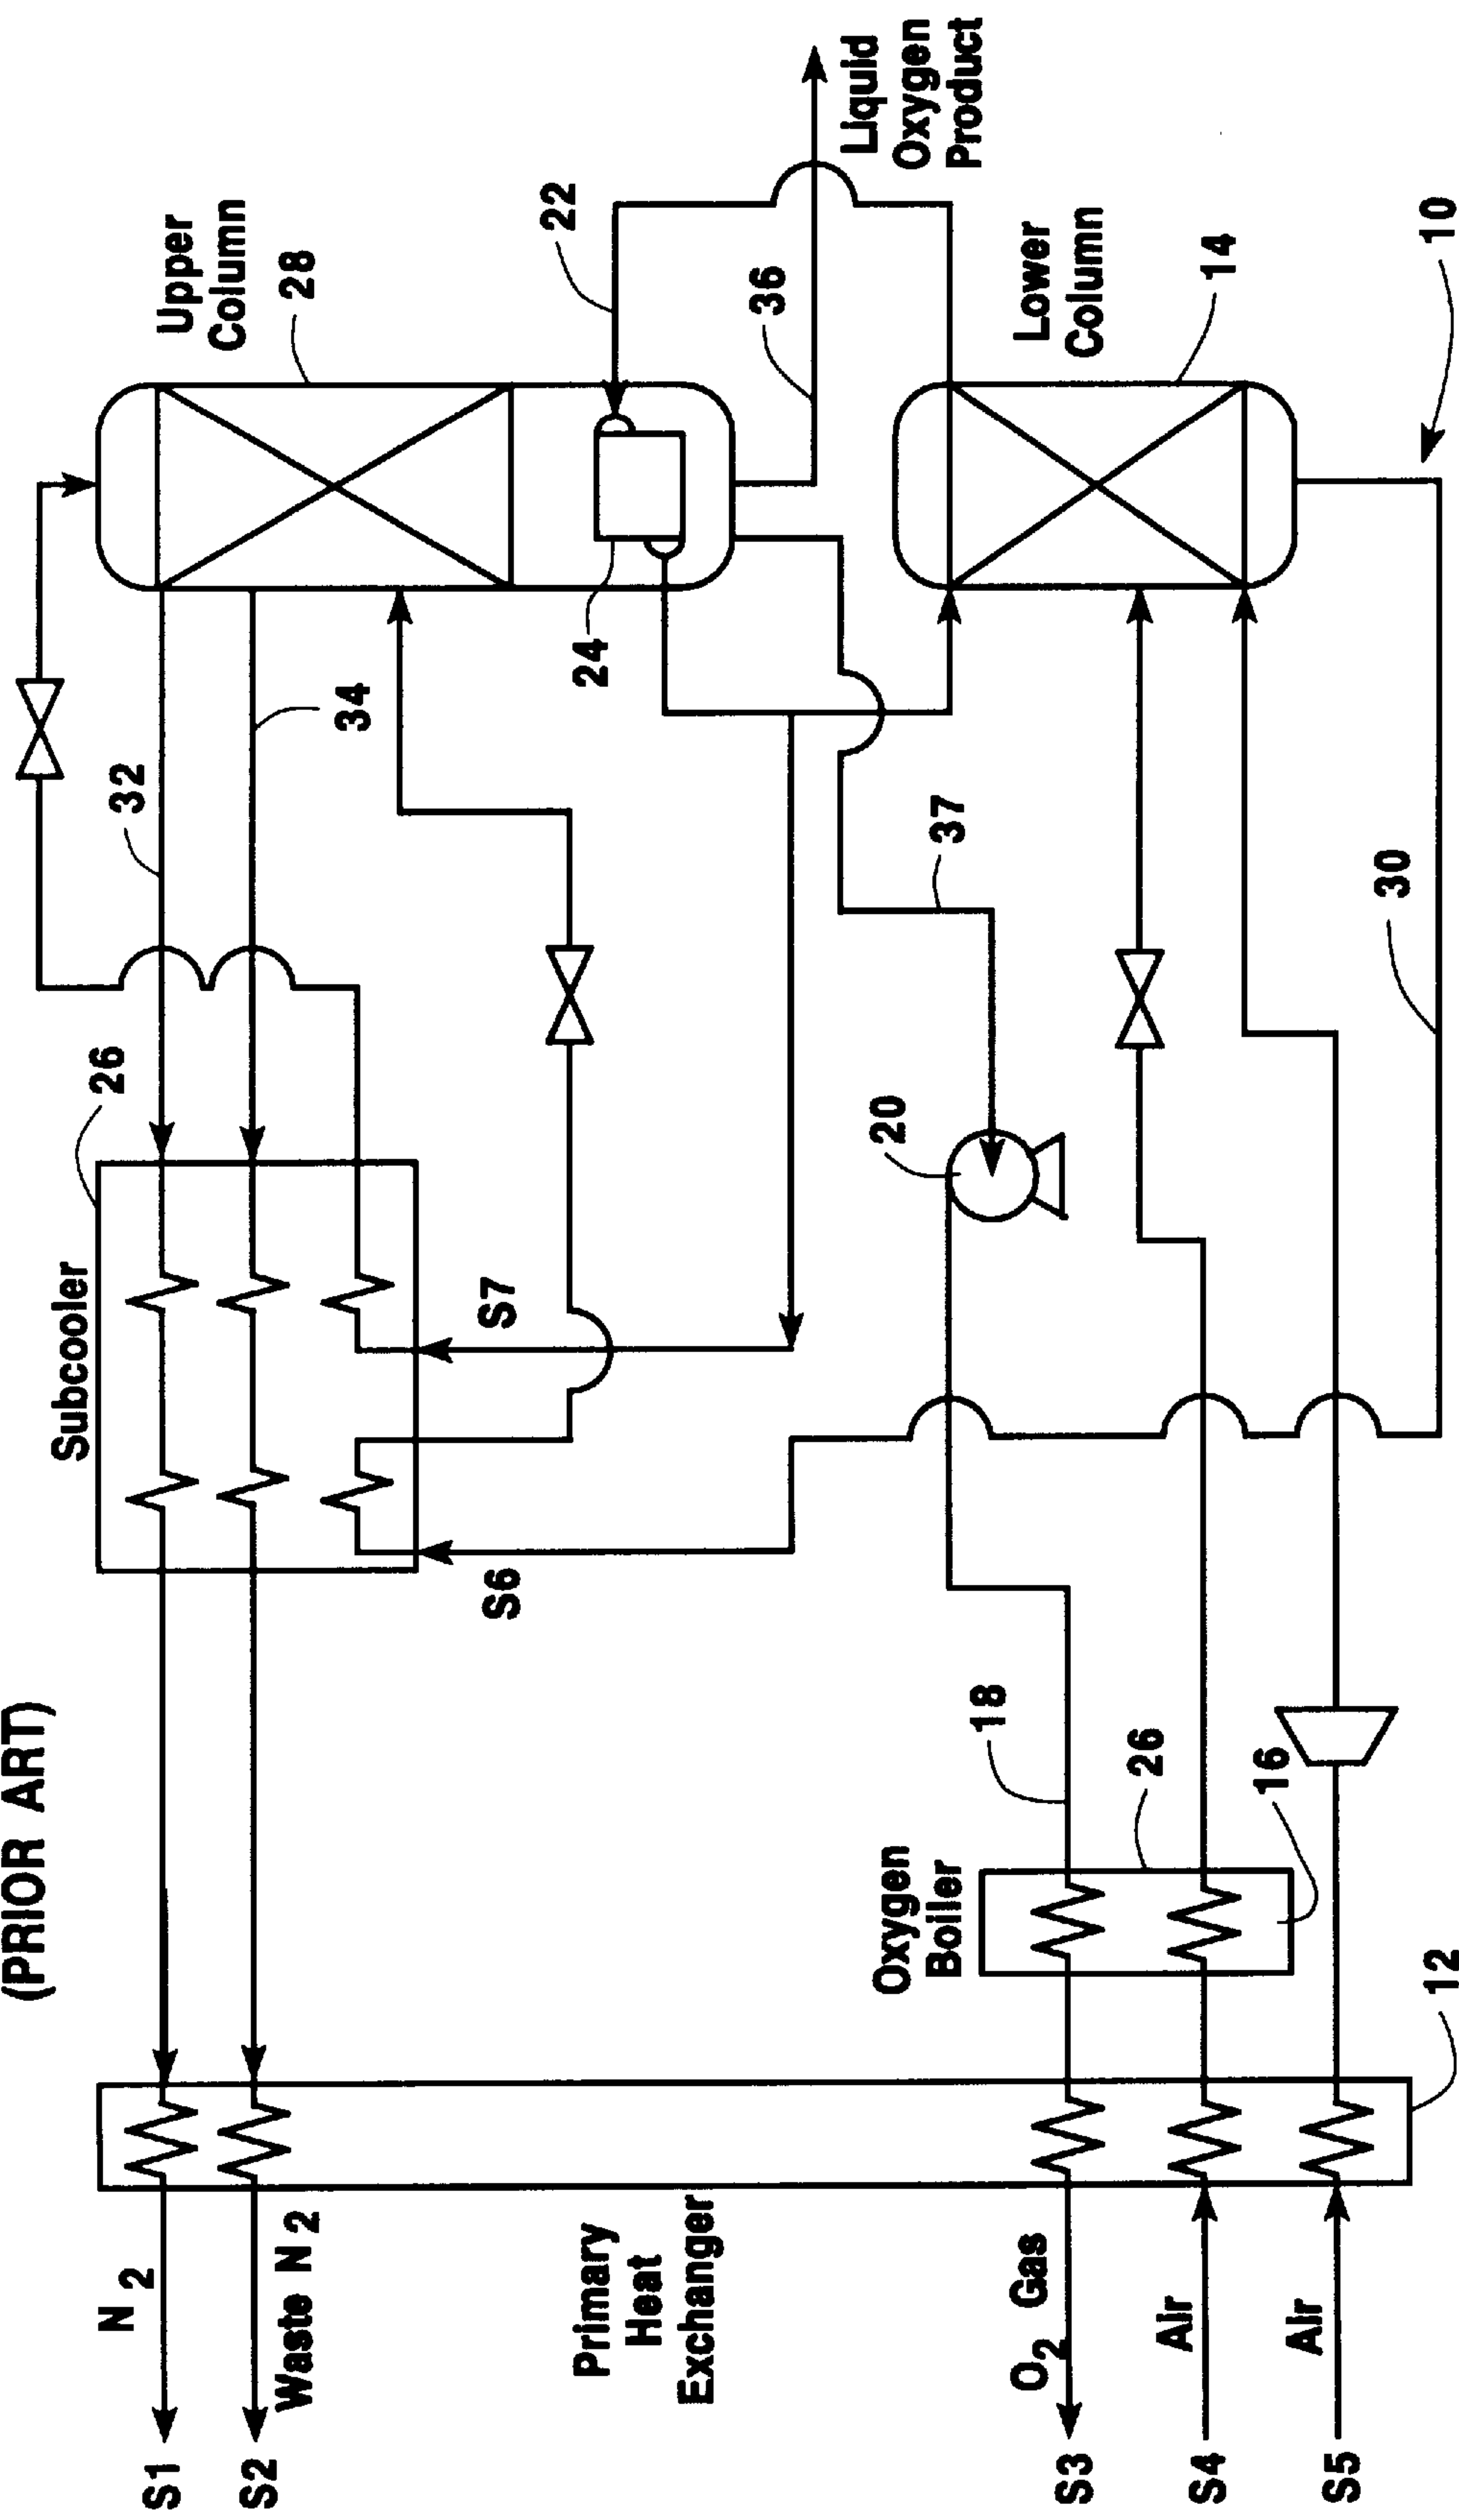 (PRIOR ART)
Upper
Column
28
22
Liquid
Oxygen
Product
36
Lower
Column
14
10
32
34
24
37
30
26
Subcooler
20
S7
S6
18
26
16
Oxygen
Boiler
12
N2
Waste N2
Primary
Heat
Exchanger
O2 Gas
Air
Air
S1
S2
S3
S4
S5